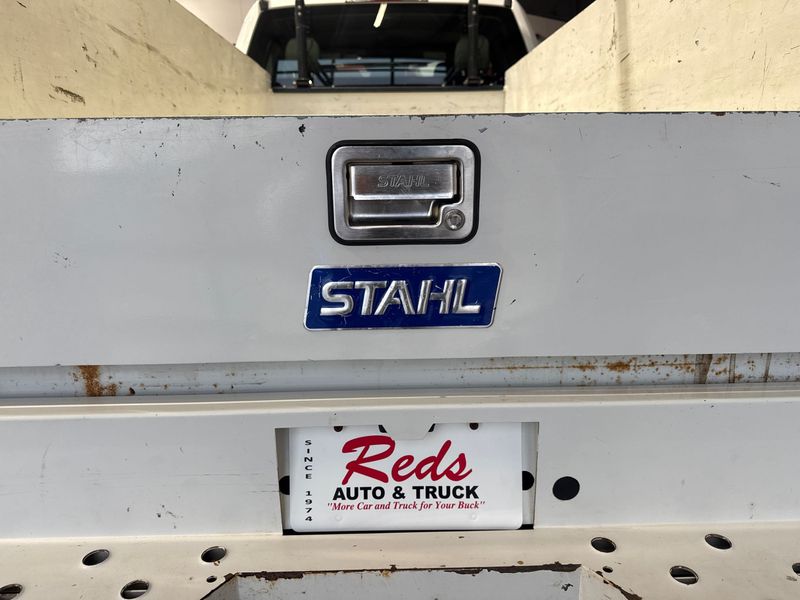 STAHL
STAHL
SINCE 1974
Reds
AUTO & TRUCK
"More Car and Truck for Your Buck"